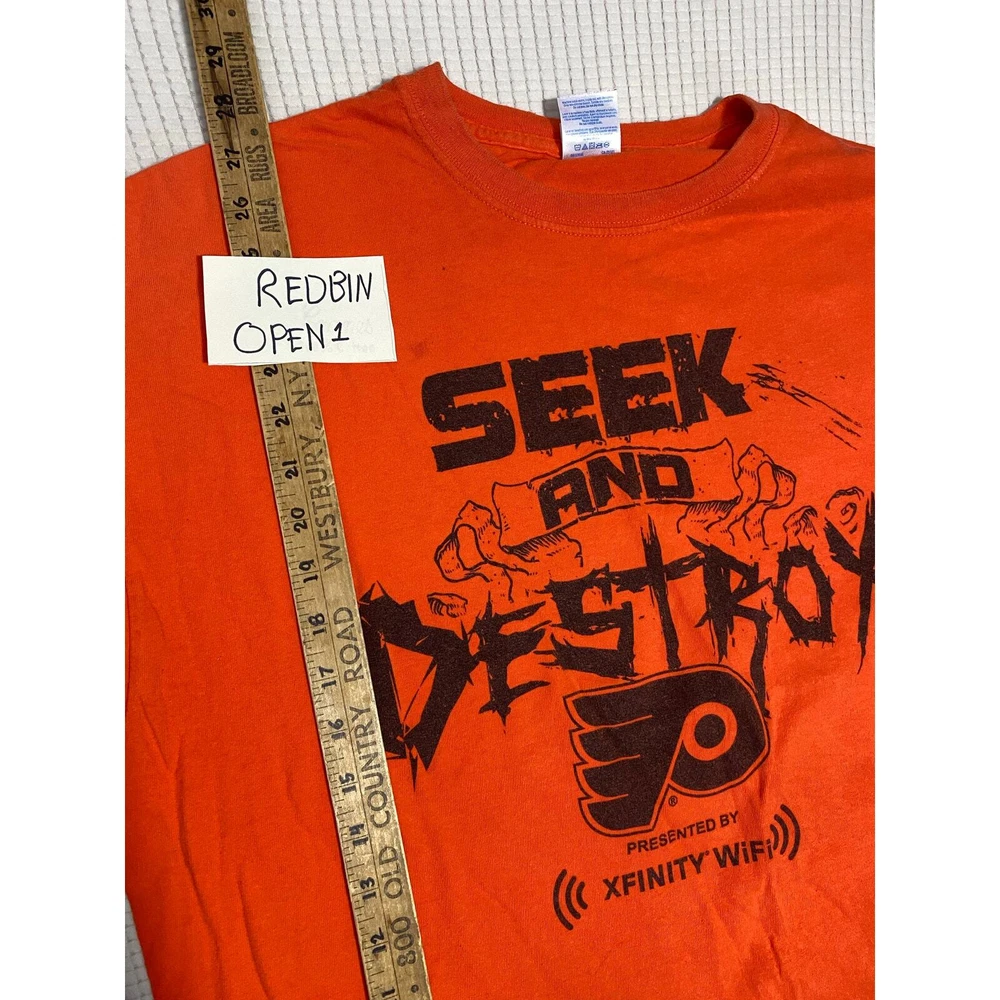 REDBIN
OPEN 1
SEEK
AND
DESTROY
®
PRESENTED BY
XFINITY® WiFi
30
29
28
27
26
22
21
20
19
18
17
16
15
14
13
12
AREA RUGS • BROADLOOM
800 OLD COUNTRY ROAD
WESTBURY, N.Y.